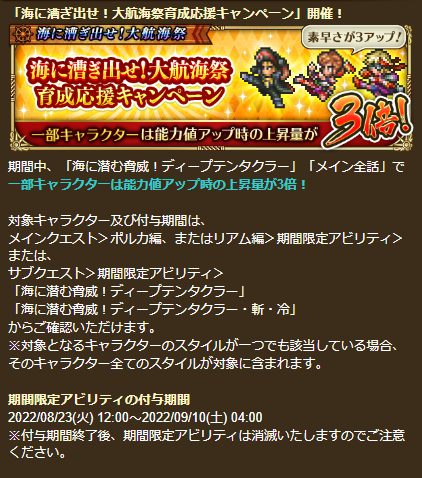 「海に漕ぎ出せ！大航海祭育成応援キャンペーン」開催！
海に漕ぎ出せ！大航海祭
素早さが3アップ！
海に漕ぎ出せ！大航海祭
育成応援キャンペーン
3倍！
一部キャラクターは能力値アップ時の上昇量が
期間中、「海に潜む脅威！ディープテンタクラー」「メイン全話」で
一部キャラクターは能力値アップ時の上昇量が3倍！
対象キャラクター及び付与期間は、
メインクエスト＞ポルカ編、またはリアム編＞期間限定アビリティ＞
または、
サブクエスト＞期間限定アビリティ＞
「海に潜む脅威！ディープテンタクラー」
「海に潜む脅威！ディープテンタクラー・斬・冷」
からご確認いただけます。
※対象となるキャラクターのスタイルが一つでも該当している場合、
そのキャラクター全てのスタイルが対象に含まれます。
期間限定アビリティの付与期間
2022/08/23(火) 12:00～2022/09/10(土) 04:00
※付与期間終了後、期間限定アビリティは消滅いたしますのでご注意
ください。